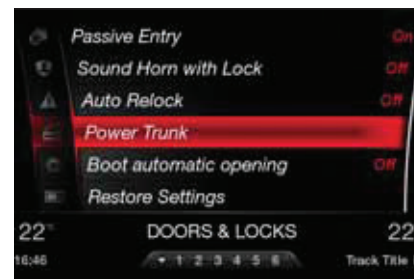 Passive Entry On
Sound Horn with Lock Off
Auto Relock Off
Power Trunk
Boot automatic opening Off
Restore Settings
22° DOORS & LOCKS 22
16:46 1 2 3 4 5 6 Track Title